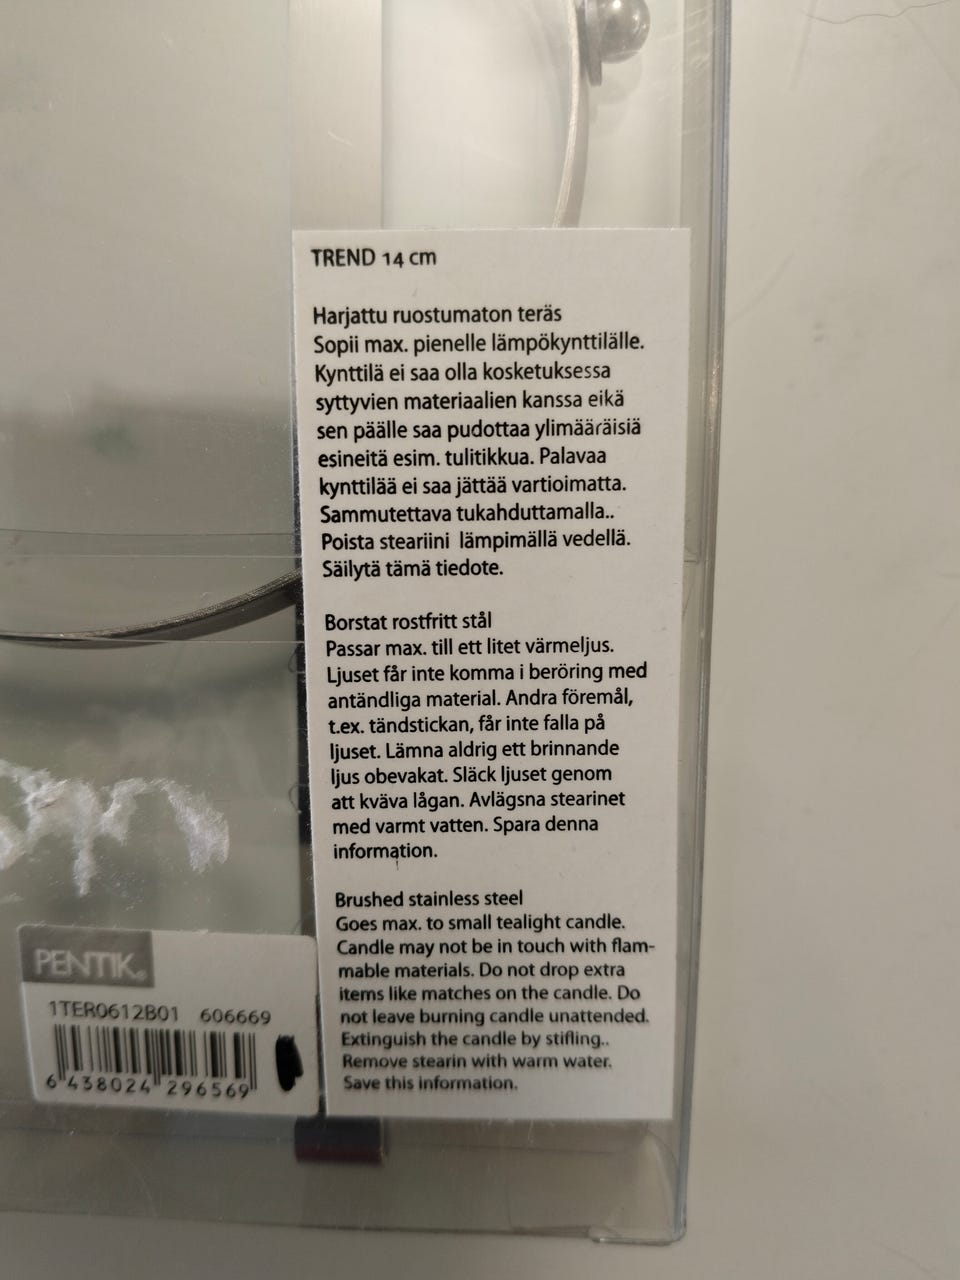 TREND 14 cm
Harjattu ruostumaton teräs
Sopii max. pienelle lämpökynttilälle.
Kynttilä ei saa olla kosketuksessa
syttyvien materiaalien kanssa eikä
sen päälle saa pudottaa ylimääräisiä
esineitä esim. tulitikkua. Palavaa
kynttilää ei saa jättää vartioimatta.
Sammutettava tukahduttamalla..
Poista steariini lämpimällä vedellä.
Säilytä tämä tiedote.
Borstat rostfritt stål
Passar max. till ett litet värmeljus.
Ljuset får inte komma i beröring med
antändliga material. Andra föremål,
t.ex. tändstickan, får inte falla på
ljuset. Lämna aldrig ett brinnande
ljus obevakat. Släck ljuset genom
att kväva lågan. Avlägsna stearinet
med varmt vatten. Spara denna
information.
Brushed stainless steel
Goes max. to small tealight candle.
Candle may not be in touch with flam-
mable materials. Do not drop extra
items like matches on the candle. Do
not leave burning candle unattended.
Extinguish the candle by stifling..
Remove stearin with warm water.
Save this information.
PENTIK®
1TER0612B01 606669
6 438024 296569